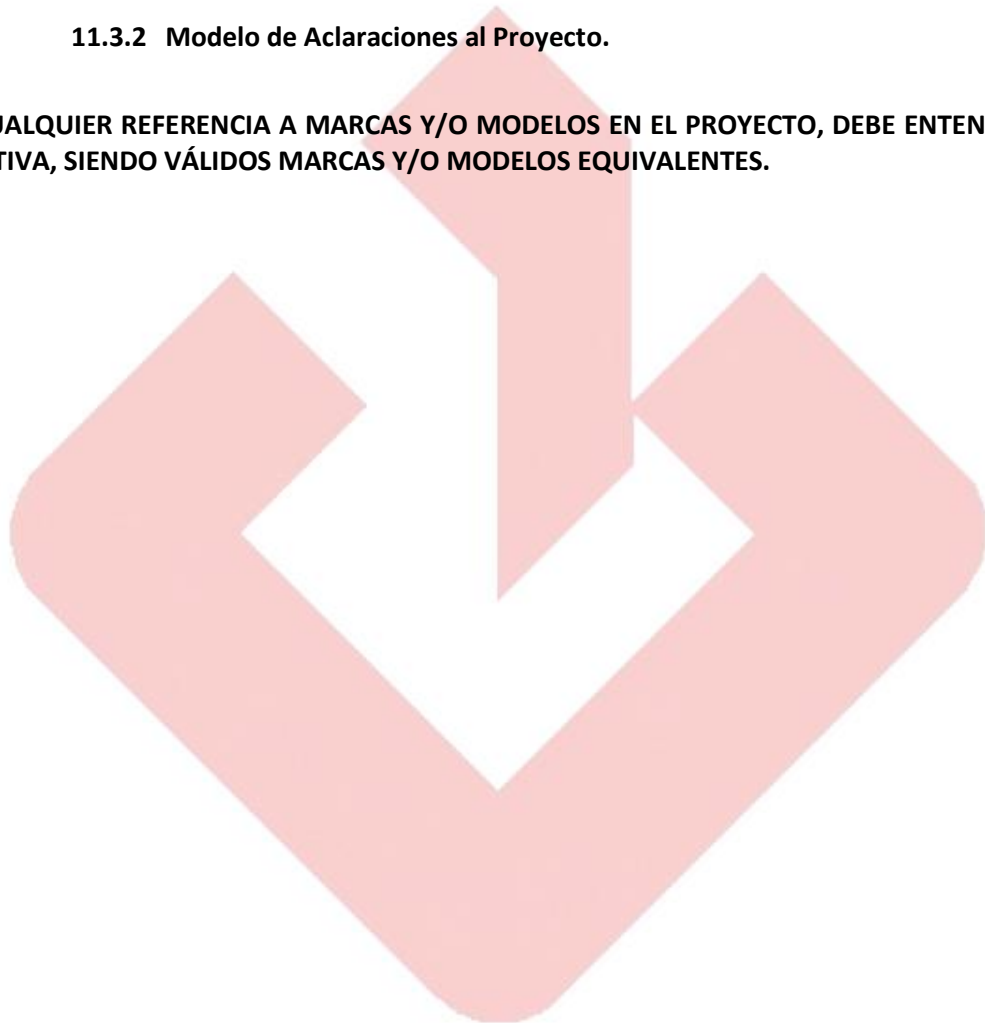 11.3.2 Modelo de Aclaraciones al Proyecto.
UALQUIER REFERENCIA A MARCAS Y/O MODELOS EN EL PROYECTO, DEBE ENTEN
TIVA, SIENDO VÁLIDOS MARCAS Y/O MODELOS EQUIVALENTES.